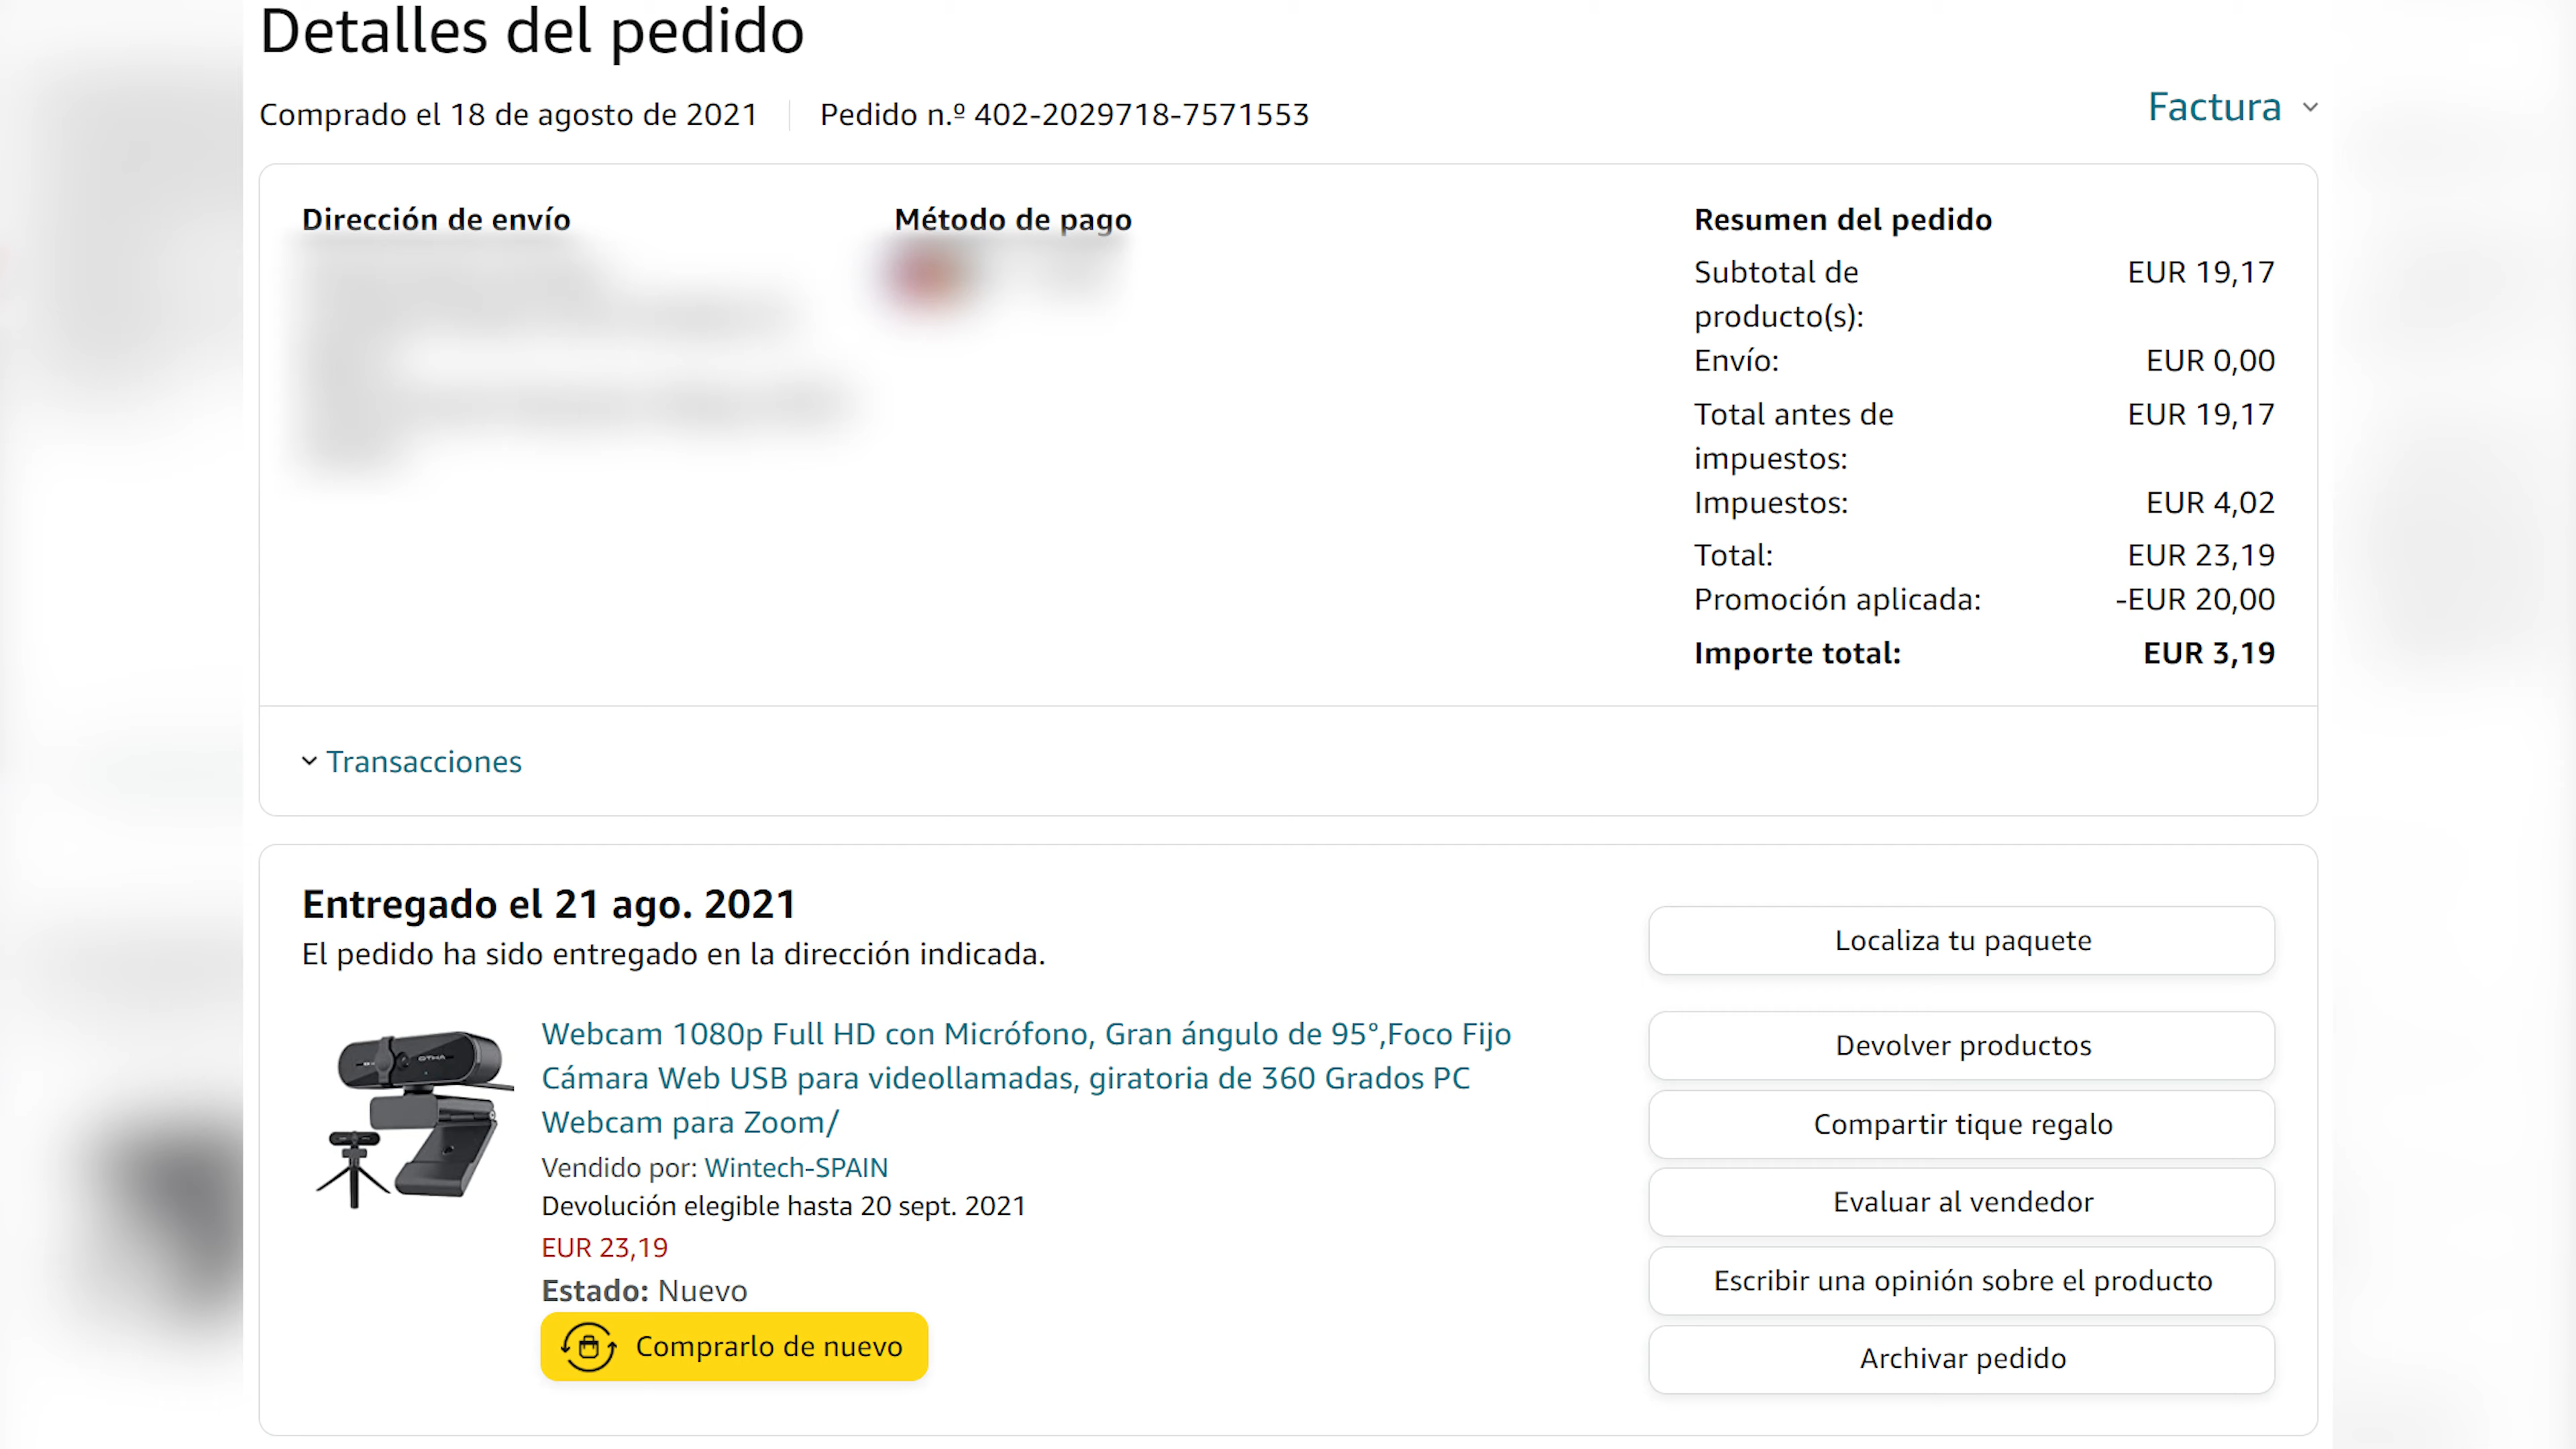 Detalles del pedido
Comprado el 18 de agosto de 2021
Pedido n.º 402-2029718-7571553
Factura
Dirección de envío
Método de pago
Resumen del pedido
Subtotal de
producto(s):
EUR 19,17
Envío: EUR 0,00
Total antes de
impuestos:
EUR 19,17
Impuestos: EUR 4,02
Total: EUR 23,19
Promoción aplicada: -EUR 20,00
Importe total: EUR 3,19
Transacciones
Entregado el 21 ago. 2021
El pedido ha sido entregado en la dirección indicada.
Webcam 1080p Full HD con Micrófono, Gran ángulo de 95°,Foco Fijo
Cámara Web USB para videollamadas, giratoria de 360 Grados PC
Webcam para Zoom/
Vendido por: Wintech-SPAIN
Devolución elegible hasta 20 sept. 2021
EUR 23,19
Estado: Nuevo
Comprarlo de nuevo
Localiza tu paquete
Devolver productos
Compartir tique regalo
Evaluar al vendedor
Escribir una opinión sobre el producto
Archivar pedido